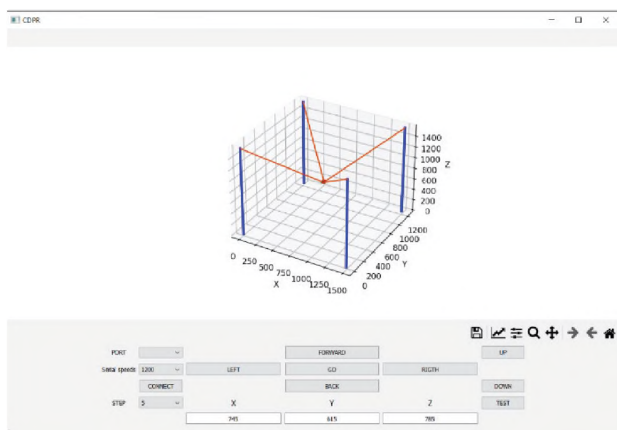 CDPR
1400
1200
1000
800
600
400
200
0
Z
1200
1000
800
600
400
200
0
Y
0 250 500 750 1000 1250 1500
X
PORT FORWARD UP
Serial speeds 1200 LEFT GO RIGTH
CONNECT BACK DOWN
STEP 5 X Y Z TEST
745 615 785